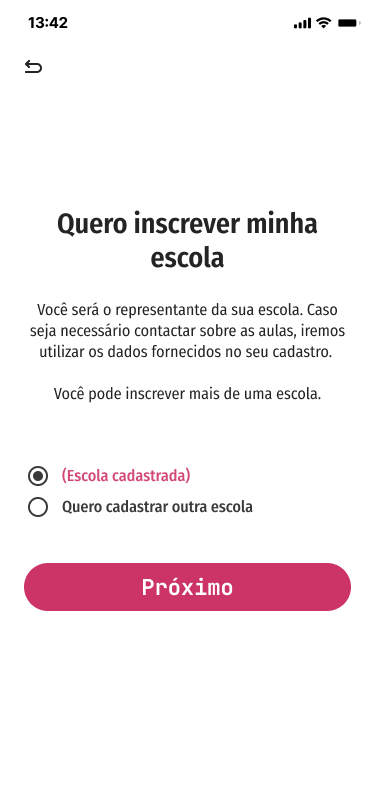 13:42
Quero inscrever minha
escola
Você será o representante da sua escola. Caso
seja necessário contactar sobre as aulas, iremos
utilizar os dados fornecidos no seu cadastro.
Você pode inscrever mais de uma escola.
(Escola cadastrada)
Quero cadastrar outra escola
Próximo